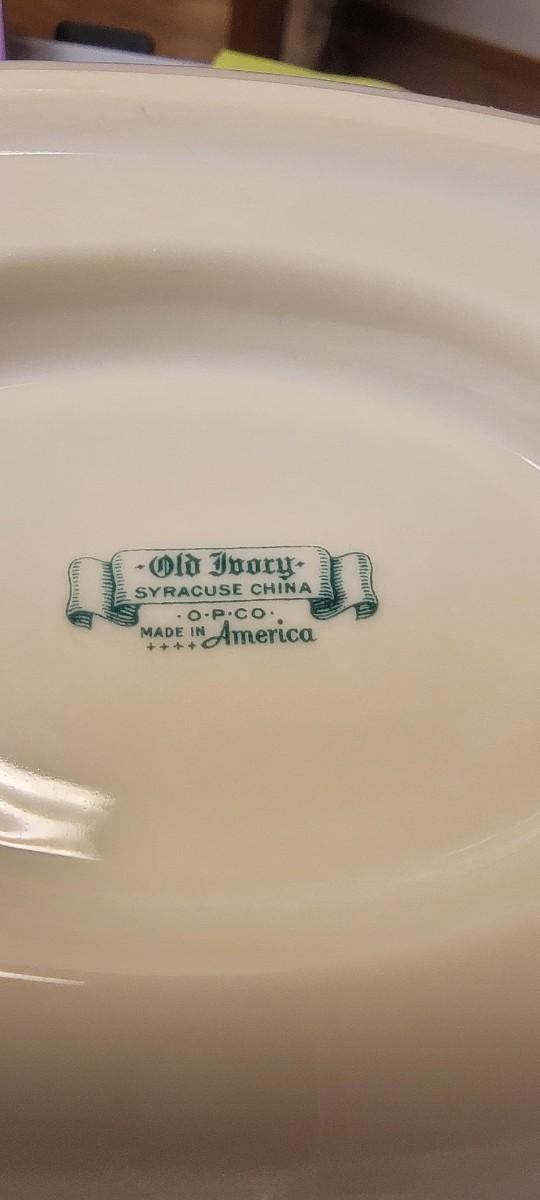 ·Old Ivory·
SYRACUSE CHINA
·O·P·CO·
MADE IN America
++++